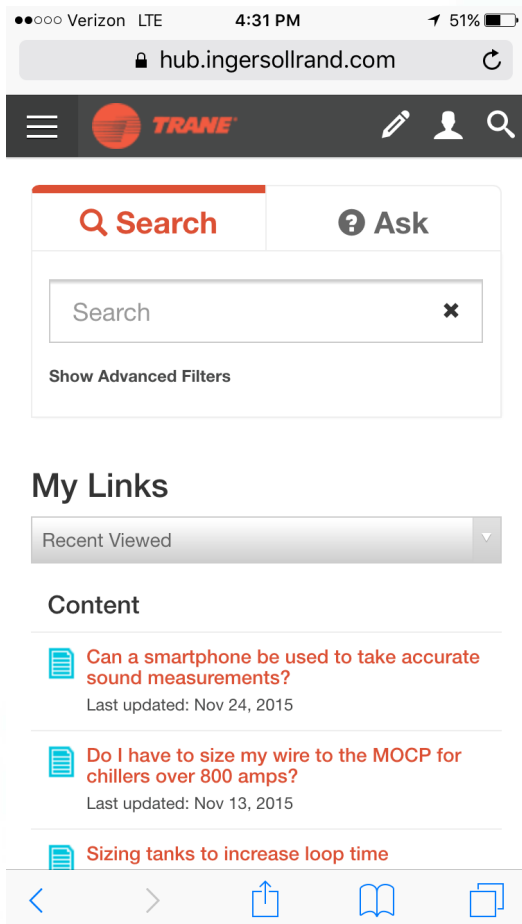 Verizon LTE 4:31 PM 51%
hub.ingersollrand.com
TRANE
Search Ask
Search
Show Advanced Filters
My Links
Recent Viewed
Content
Can a smartphone be used to take accurate
sound measurements?
Last updated: Nov 24, 2015
Do I have to size my wire to the MOCP for
chillers over 800 amps?
Last updated: Nov 13, 2015
Sizing tanks to increase loop time